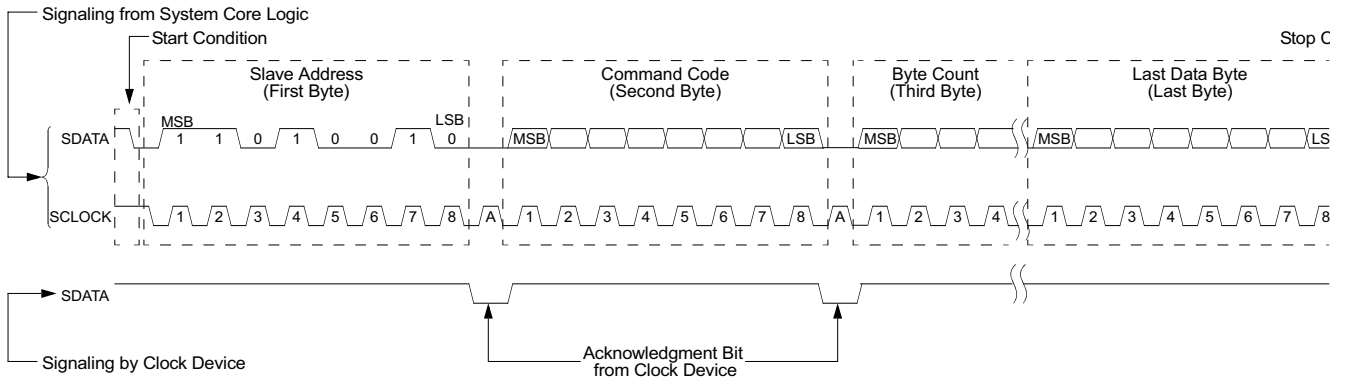 Signaling from System Core Logic
Start Condition
Stop C
Slave Address
(First Byte)
Command Code
(Second Byte)
Byte Count
(Third Byte)
Last Data Byte
(Last Byte)
MSB
LSB
SDATA
1 1 0 1 0 0 1 0
MSB
LSB
MSB
MSB
LS
SCLOCK
1 2 3 4 5 6 7 8 A 1 2 3 4 5 6 7 8 A 1 2 3 4 1 2 3 4 5 6 7 8
SDATA
Signaling by Clock Device
Acknowledgment Bit
from Clock Device